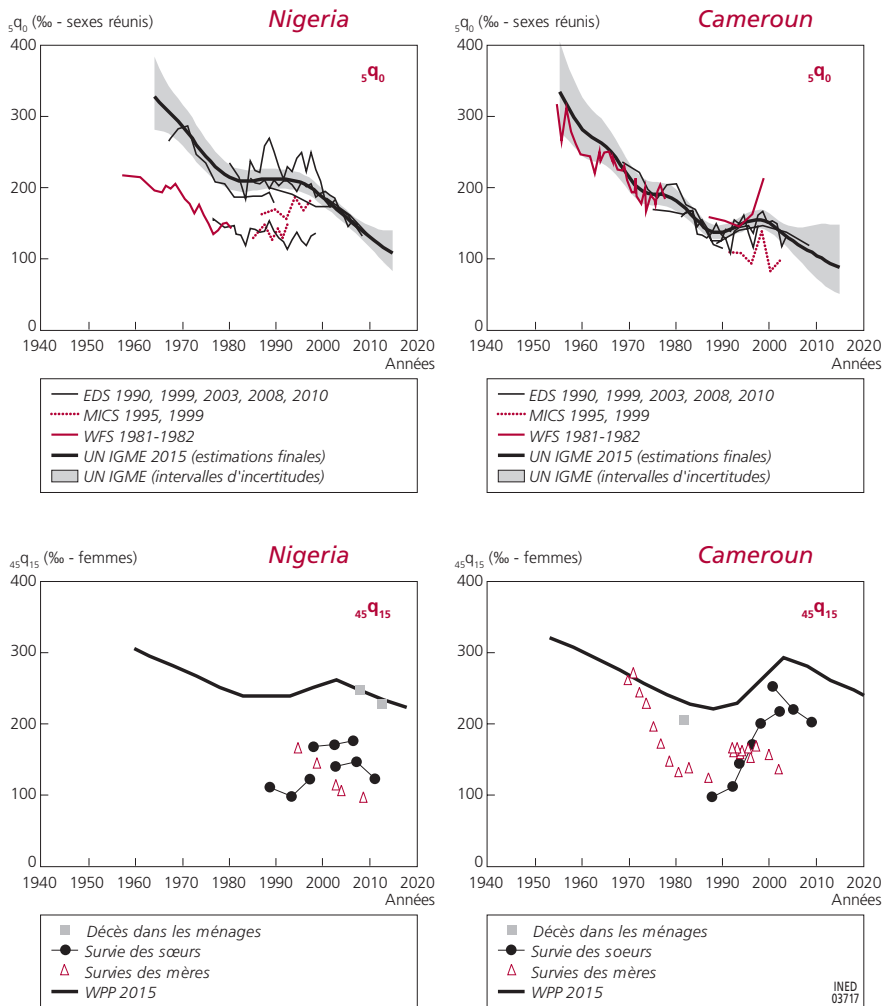 5q0 (‰ - sexes réunis)
Nigeria
5q0
400
300
200
100
0
1940 1950 1960 1970 1980 1990 2000 2010 2020
Années
EDS 1990, 1999, 2003, 2008, 2010
MICS 1995, 1999
WFS 1981-1982
UN IGME 2015 (estimations finales)
UN IGME (intervalles d'incertitudes)
5q0 (‰ - sexes réunis)
Cameroun
5q0
400
300
200
100
0
1940 1950 1960 1970 1980 1990 2000 2010 2020
Années
EDS 1990, 1999, 2003, 2008, 2010
MICS 1995, 1999
WFS 1981-1982
UN IGME 2015 (estimations finales)
UN IGME (intervalles d'incertitudes)
45q15 (‰ - femmes)
Nigeria
45q15
400
300
200
100
0
1940 1950 1960 1970 1980 1990 2000 2010 2020
Années
Décès dans les ménages
Survie des sœurs
Survies des mères
WPP 2015
45q15 (‰ - femmes)
Cameroun
45q15
400
300
200
100
0
1940 1950 1960 1970 1980 1990 2000 2010 2020
Années
Décès dans les ménages
Survie des soeurs
Survies des mères
WPP 2015
INED
03717